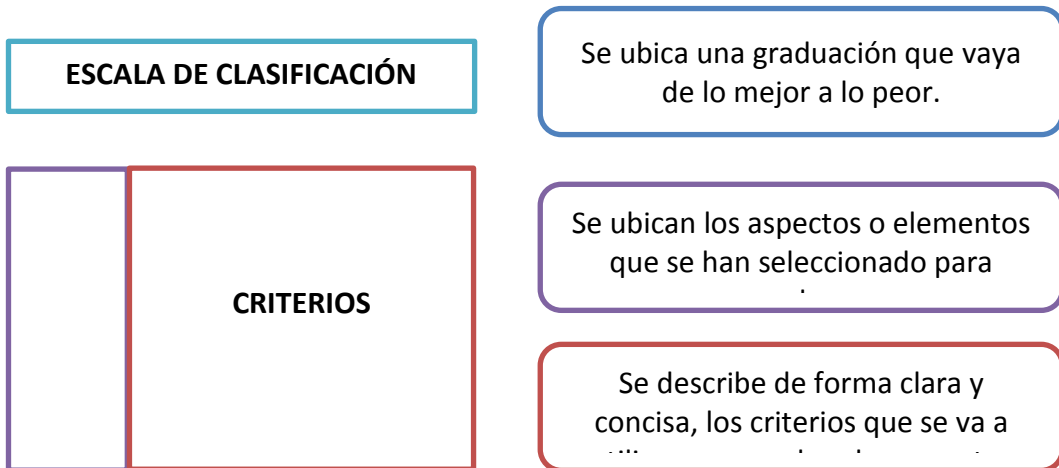 ESCALA DE CLASIFICACIÓN
Se ubica una graduación que vaya
de lo mejor a lo peor.
CRITERIOS
Se ubican los aspectos o elementos
que se han seleccionado para
Se describe de forma clara y
concisa, los criterios que se va a